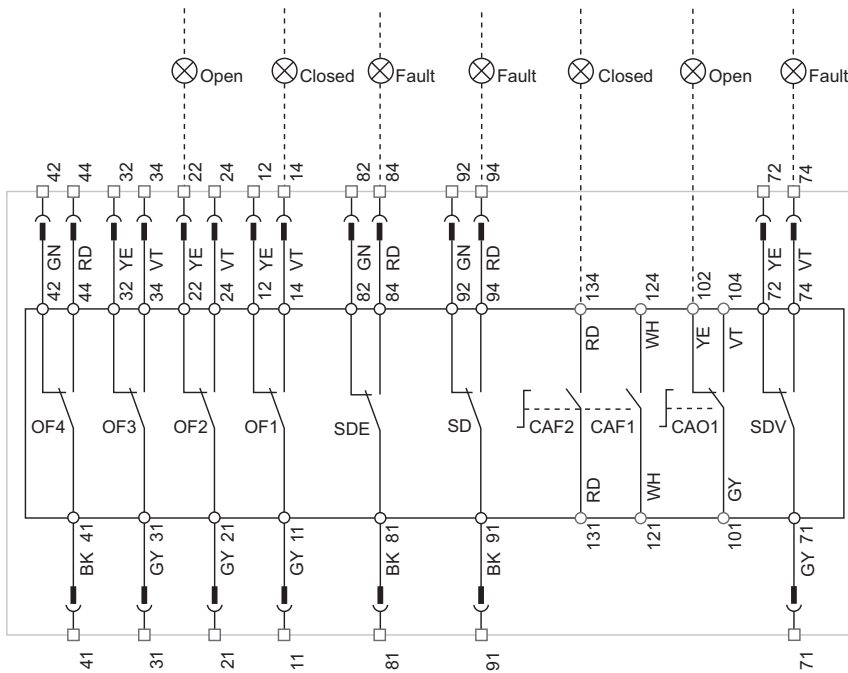 Open Closed Fault Fault Closed Open Fault
42 44 32 34 22 24 12 14 82 84 92 94 72 74
GN RD YE VT YE VT YE VT GN RD GN RD YE VT
42 44 32 34 22 24 12 14 82 84 92 94 134 124 102 104 72 74
RD WH YE VT
OF4 OF3 OF2 OF1 SDE SD CAF2 CAF1 CAO1 SDV
RD WH GY
41 31 21 11 81 91 131 121 101 71
BK GY GY GY BK BK GY
41 31 21 11 81 91 71